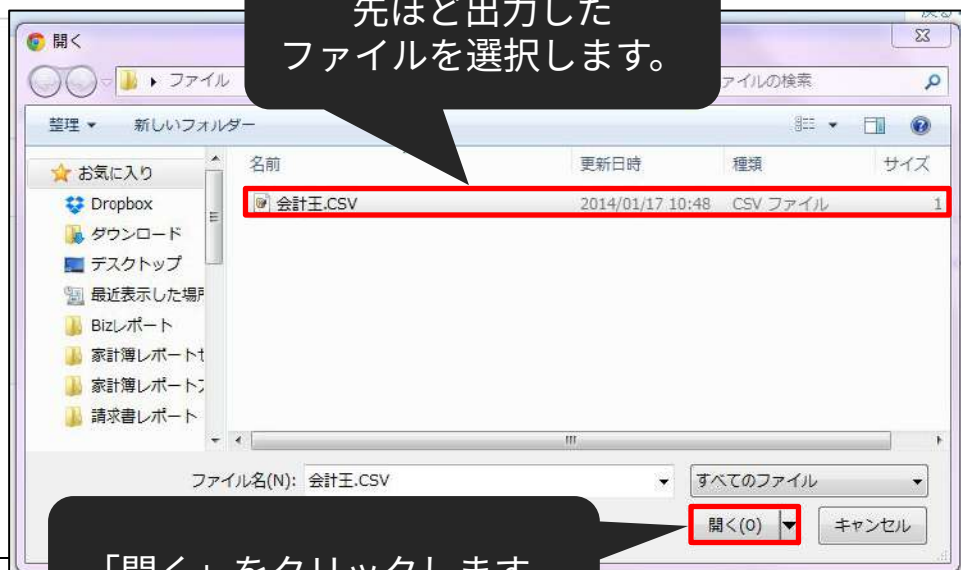 先ほど出力した
ファイルを選択します。
開く
ファイル
ァイルの検索
整理 新しいフォルダー
名前 更新日時 種類 サイズ
お気に入り
Dropbox
ダウンロード
デスクトップ
最近表示した場所
Bizレポート
家計簿レポート
家計簿レポート
請求書レポート
会計王.CSV 2014/01/17 10:48 CSV ファイル 1
ファイル名(N): 会計王.CSV すべてのファイル
開く(O) キャンセル
「開く」をクリックします